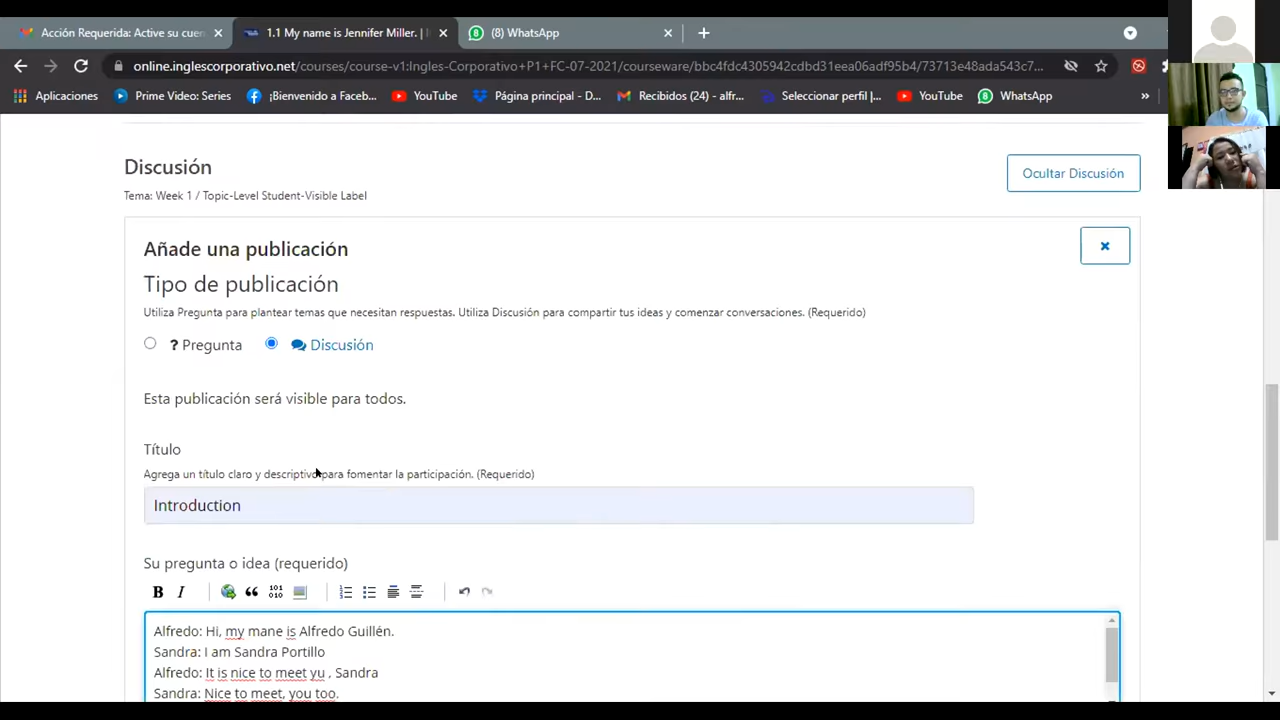 Acción Requerida: Active su cuen
1.1 My name is Jennifer Miller. |
(8) WhatsApp
online.inglescorporativo.net/courses/course-v1:Ingles-Corporativo+P1+FC-07-2021/courseware/bbc4fdc4305942cdbd31eea06adf95b4/73713e48ada543c7...
Aplicaciones
Prime Video: Series
¡Bienvenido a Faceb...
YouTube
Página principal - D...
Recibidos (24) - alfr...
Seleccionar perfil |...
YouTube
WhatsApp
»
Discusión
Ocultar Discusión
Tema: Week 1 / Topic-Level Student-Visible Label
Añade una publicación
Tipo de publicación
Utiliza Pregunta para plantear temas que necesitan respuestas. Utiliza Discusión para compartir tus ideas y comenzar conversaciones. (Requerido)
? Pregunta
Discusión
Esta publicación será visible para todos.
Título
Agrega un título claro y descriptivo para fomentar la participación. (Requerido)
Introduction
Su pregunta o idea (requerido)
B I
Alfredo: Hi, my mane is Alfredo Guillén.
Sandra: I am Sandra Portillo
Alfredo: It is nice to meet yu , Sandra
Sandra: Nice to meet, you too.